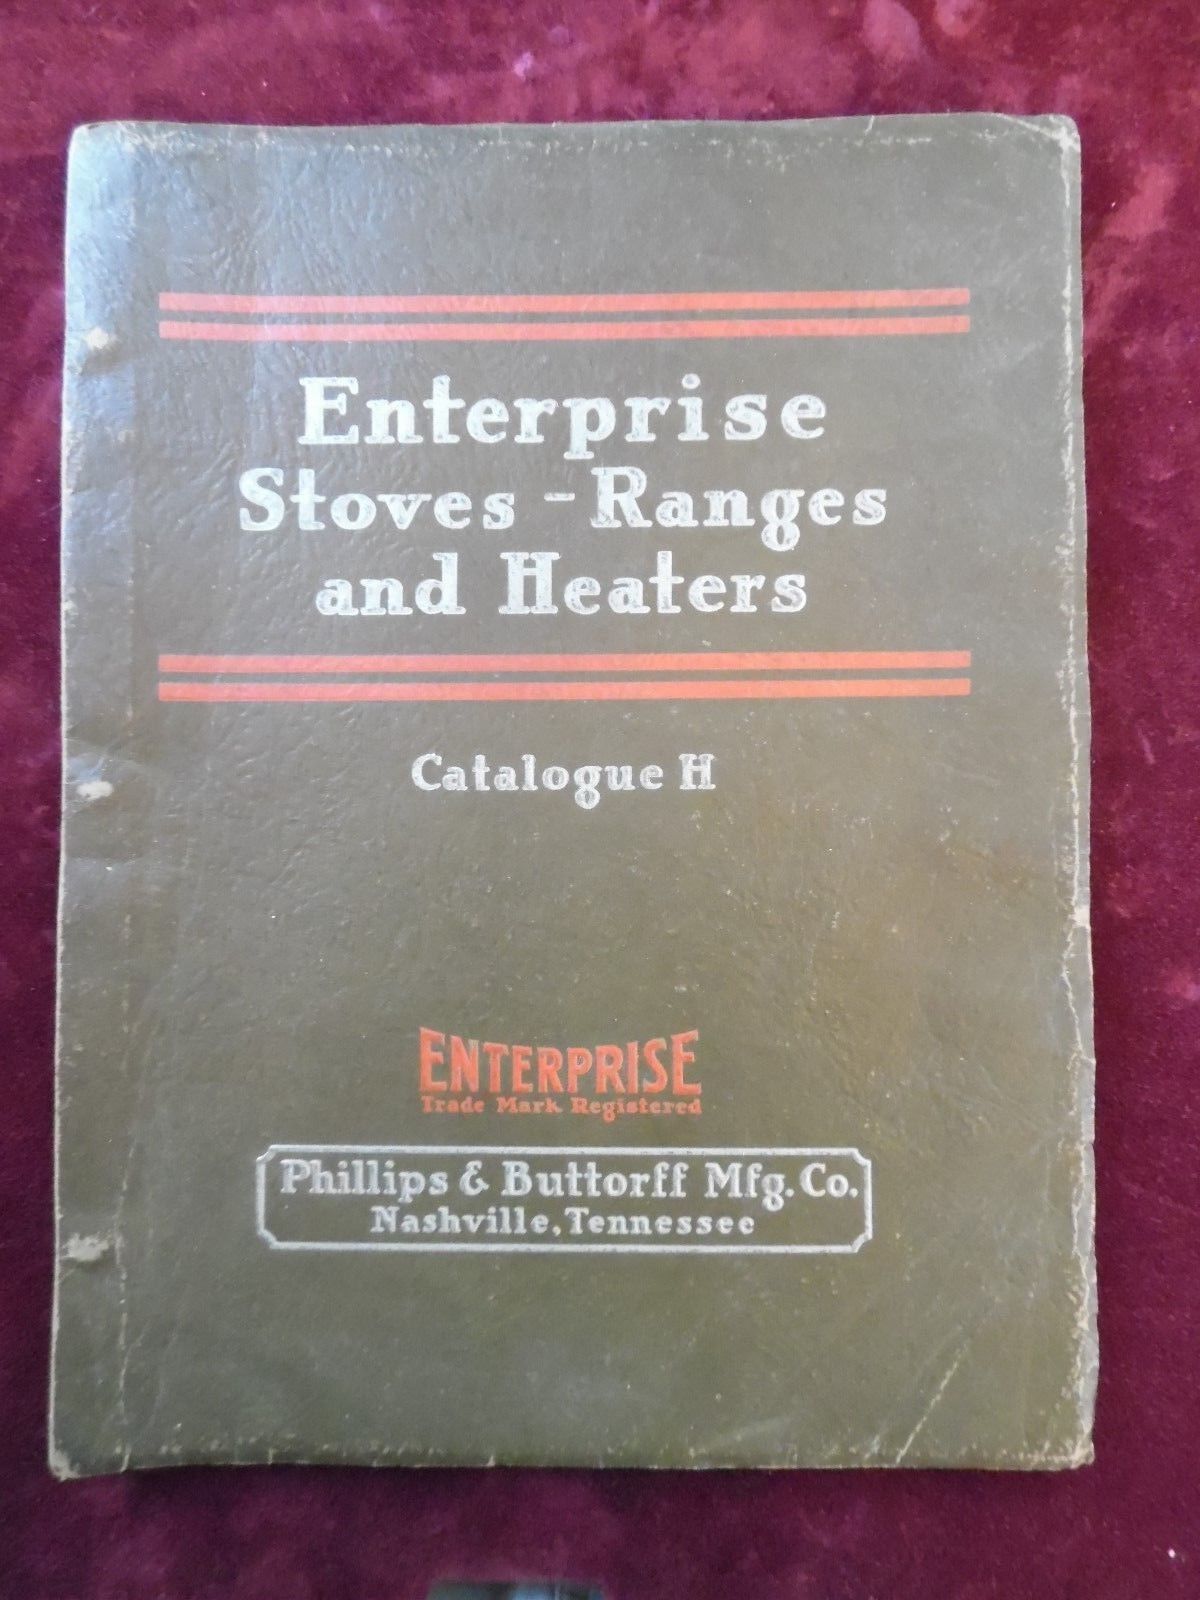 Enterprise
Stoves - Ranges
and Heaters
Catalogue H
ENTERPRISE
Trade Mark Registered
Phillips & Buttorff Mfg. Co.
Nashville, Tennessee